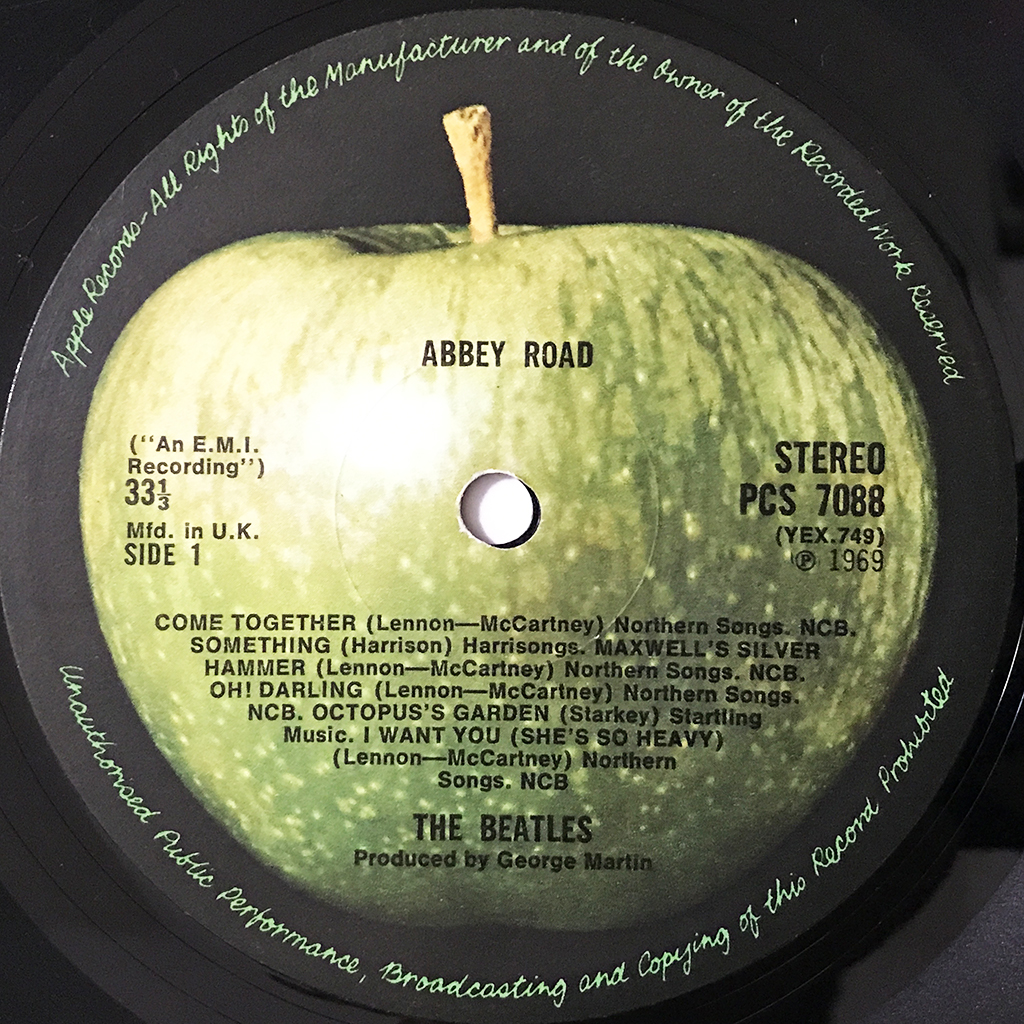 Apple Records - All Rights of the Manufacturer and of the Owner of the Recorded Work Reserved
ABBEY ROAD
(“An E.M.I.
Recording”)
33⅓
Mfd. in U.K.
SIDE 1
STEREO
PCS 7088
(YEX.749)
℗ 1969
COME TOGETHER (Lennon—McCartney) Northern Songs. NCB.
SOMETHING (Harrison) Harrisongs. MAXWELL'S SILVER
HAMMER (Lennon—McCartney) Northern Songs. NCB.
OH! DARLING (Lennon—McCartney) Northern Songs.
NCB. OCTOPUS'S GARDEN (Starkey) Startling
Music. I WANT YOU (SHE'S SO HEAVY)
(Lennon—McCartney) Northern
Songs. NCB
THE BEATLES
Produced by George Martin
Unauthorised Public Performance, Broadcasting and Copying of this Record Prohibited